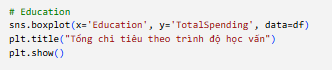 # Education
sns.boxplot(x='Education', y='TotalSpending', data=df)
plt.title("Tổng chi tiêu theo trình độ học vấn")
plt.show()